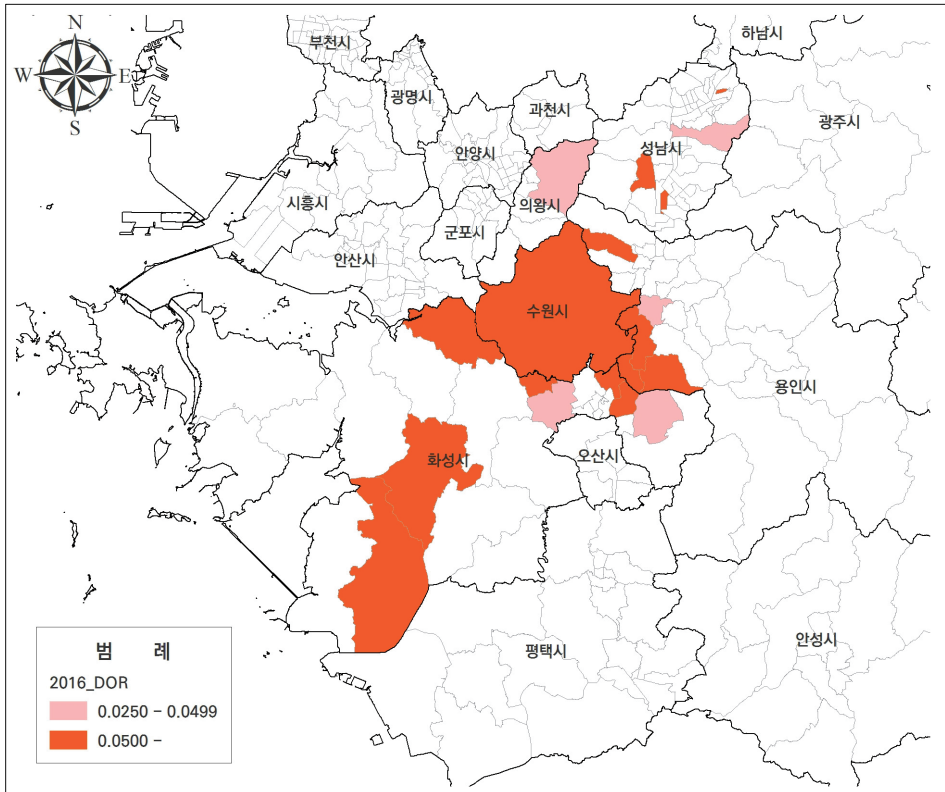 N
W
E
S
부천시
하남시
광명시
과천시
광주시
안양시
성남시
시흥시
의왕시
군포시
안산시
수원시
용인시
화성시
오산시
안성시
평택시
범 례
2016_DOR
0.0250 - 0.0499
0.0500 -